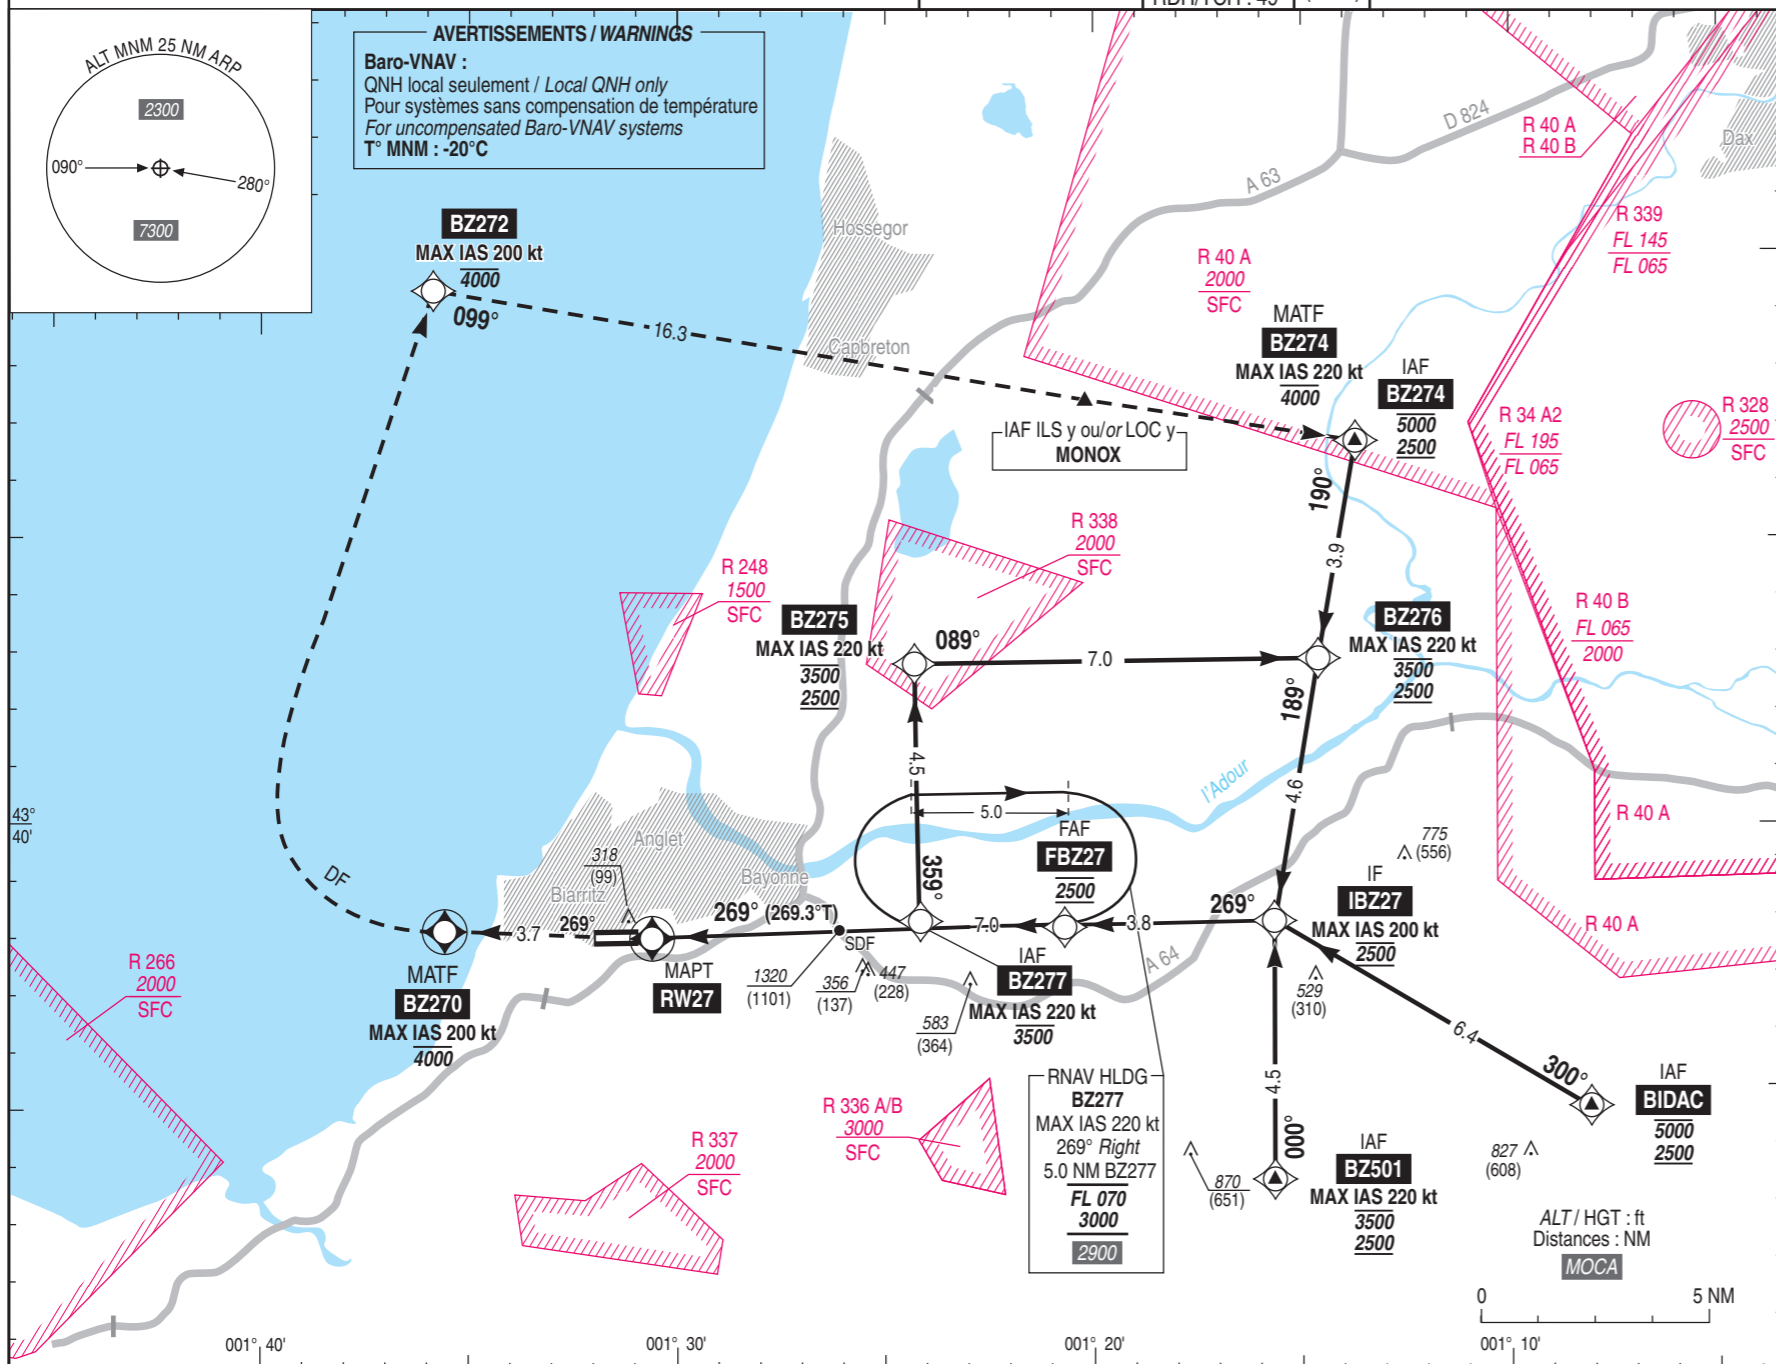 RDH/TCH : 49
ALT MNM 25 NM ARP
2300
090°
280°
7300
AVERTISSEMENTS / WARNINGS
Baro-VNAV :
QNH local seulement / Local QNH only
Pour systèmes sans compensation de température
For uncompensated Baro-VNAV systems
T° MNM : -20°C
BZ272
MAX IAS 200 kt
4000
099°
16.3
Hossegor
Capbreton
A 63
D 824
Dax
R 40 A
R 40 B
R 339
FL 145
FL 065
R 40 A
2000
SFC
MATF
BZ274
MAX IAS 220 kt
4000
IAF
BZ274
5000
2500
IAF ILS y ou/or LOC y
MONOX
R 34 A2
FL 195
FL 065
R 328
2500
SFC
190°
3.9
R 338
2000
SFC
R 248
1500
SFC
BZ275
MAX IAS 220 kt
3500
2500
089°
7.0
BZ276
MAX IAS 220 kt
3500
2500
R 40 B
FL 065
2000
189°
4.5
4.6
l'Adour
5.0
R 40 A
43°
40'
Anglet
318
(99)
Biarritz
Bayonne
FAF
FBZ27
2500
775
(556)
DF
359°
IF
IBZ27
MAX IAS 200 kt
2500
269°
3.7
269°
269° (269.3°T)
7.0
3.8
SDF
A 64
R 40 A
MATF
BZ270
MAX IAS 200 kt
4000
MAPT
RW27
1320
(1101)
356
(137)
447
(228)
583
(364)
IAF
BZ277
MAX IAS 220 kt
3500
529
(310)
R 266
2000
SFC
6.4
300°
4.5
IAF
BIDAC
5000
2500
RNAV HLDG
BZ277
MAX IAS 220 kt
269° Right
5.0 NM BZ277
FL 070
3000
2900
R 336 A/B
3000
SFC
R 337
2000
SFC
000°
870
(651)
827
(608)
IAF
BZ501
MAX IAS 220 kt
3500
2500
ALT / HGT : ft
Distances : NM
MOCA
0
5 NM
001° 40'
001° 30'
001° 20'
001° 10'